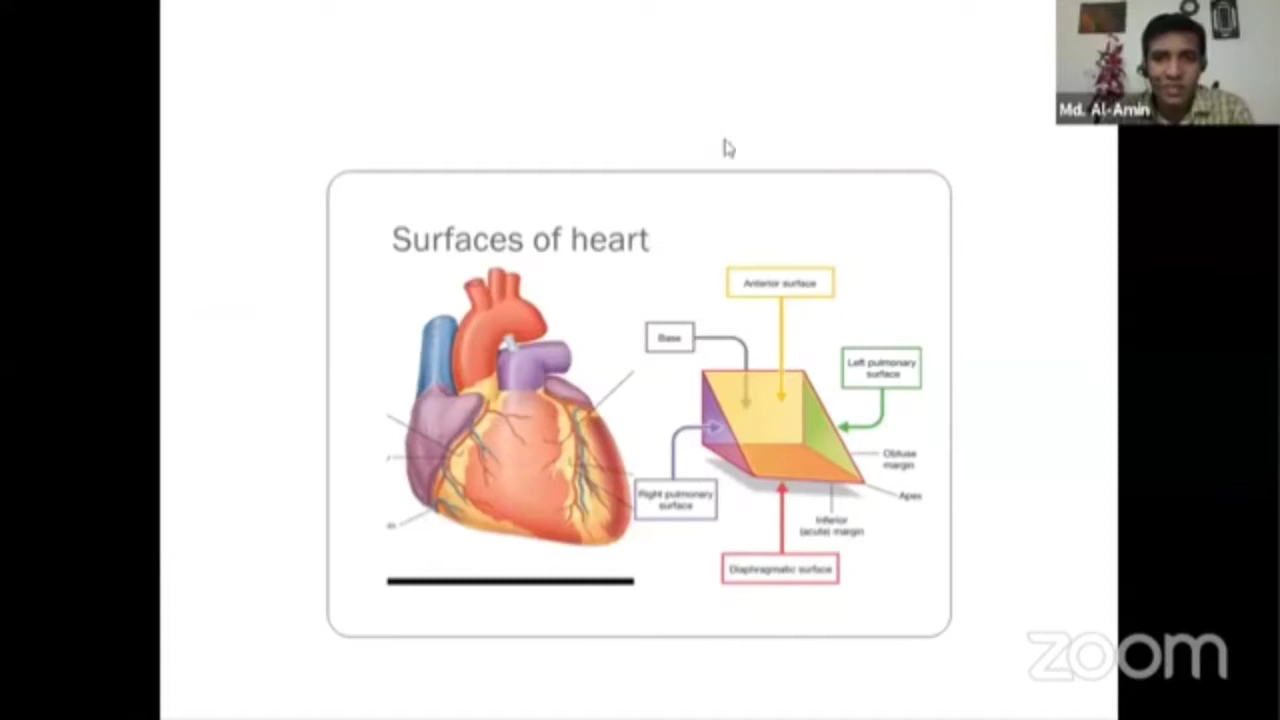 Md. Al-Amin
Surfaces of heart
Anterior surface
Base
Left pulmonary
surface
Obtuse
margin
Right pulmonary
surface
Apex
Inferior
(acute) margin
Diaphragmatic surface
zoom